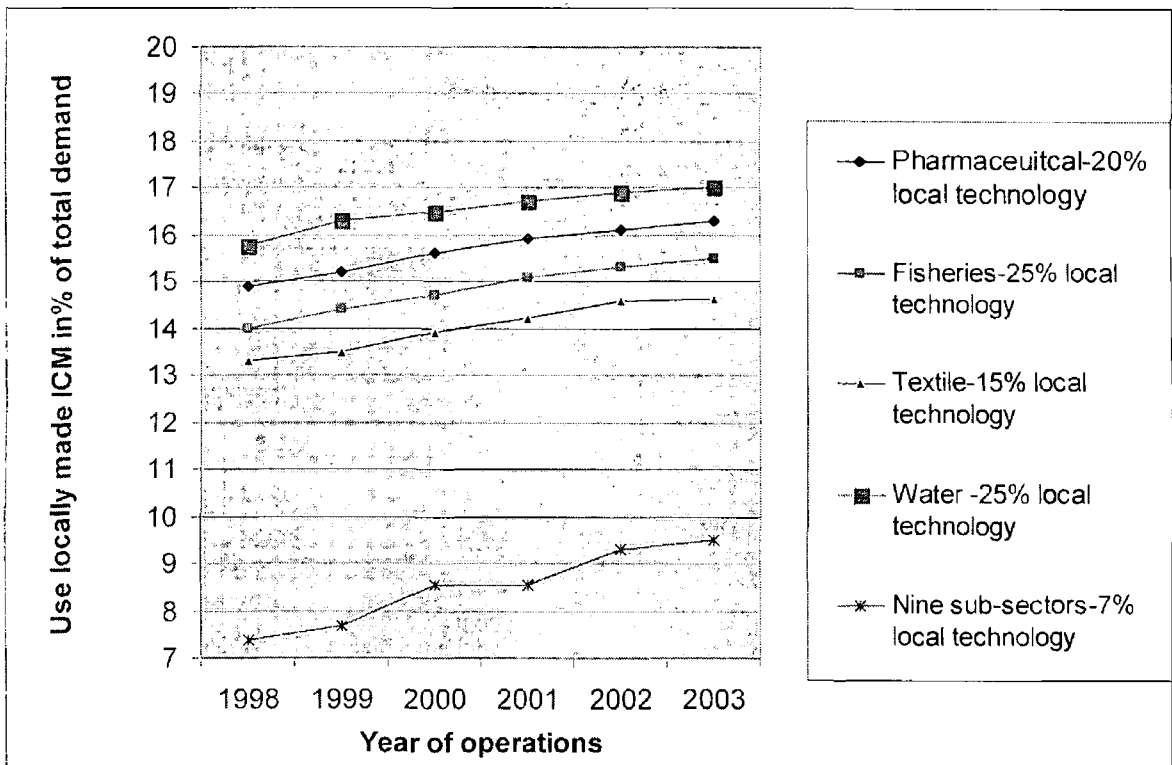 Use locally made ICM in% of total demand
20
19
18
17
16
15
14
13
12
11
10
9
8
7
1998 1999 2000 2001 2002 2003
Year of operations
Pharmaceuitcal-20%
local technology
Fisheries-25% local
technology
Textile-15% local
technology
Water -25% local
technology
Nine sub-sectors-7%
local technology